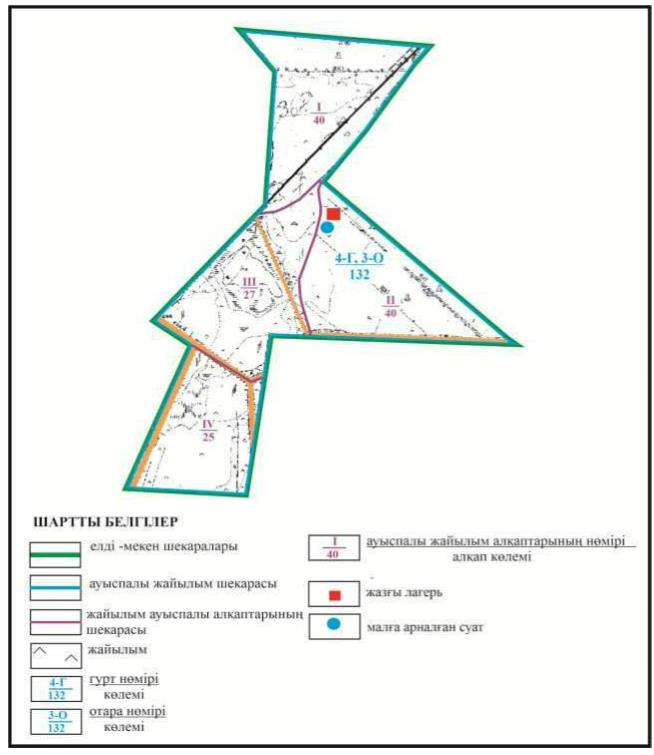 I
40
4-Г, 3-О
132
III
27
II
40
IV
25
ШАРТТЫ БЕЛГІЛЕР
елді -мекен шекаралары
ауыспалы жайылым шекарасы
жайылым ауыспалы алқаптарының
шекарасы
жайылым
4-Г
132
гурт нөмірі
көлемі
3-О
132
отара нөмірі
көлемі
I
40
ауыспалы жайылым алқаптарының нөмірі
алқап көлемі
жазғы лагерь
малға арналған суат